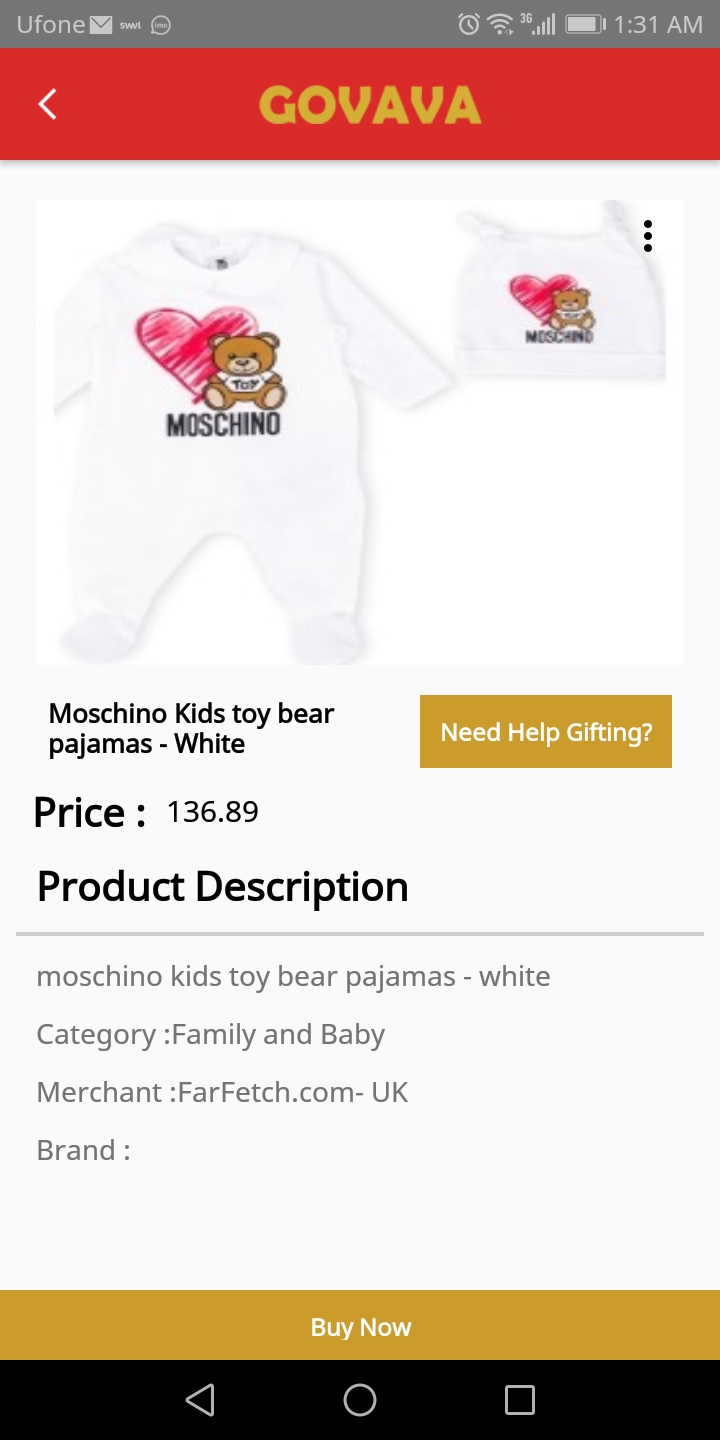 Ufone swvl imo 3G 1:31 AM
GOVAVA
TOY
MOSCHINO
MOSCHINO
Moschino Kids toy bear
pajamas - White
Need Help Gifting?
Price : 136.89
Product Description
moschino kids toy bear pajamas - white
Category :Family and Baby
Merchant :FarFetch.com- UK
Brand :
Buy Now